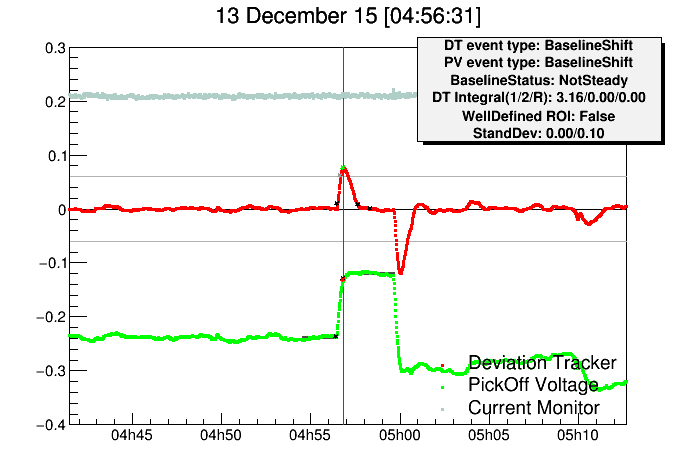 13 December 15 [04:56:31]
DT event type: BaselineShift
PV event type: BaselineShift
BaselineStatus: NotSteady
DT Integral(1/2/R): 3.16/0.00/0.00
WellDefined ROI: False
StandDev: 0.00/0.10
0.3
0.2
0.1
0
−0.1
−0.2
−0.3
−0.4
Deviation Tracker
PickOff Voltage
Current Monitor
04h45 04h50 04h55 05h00 05h05 05h10